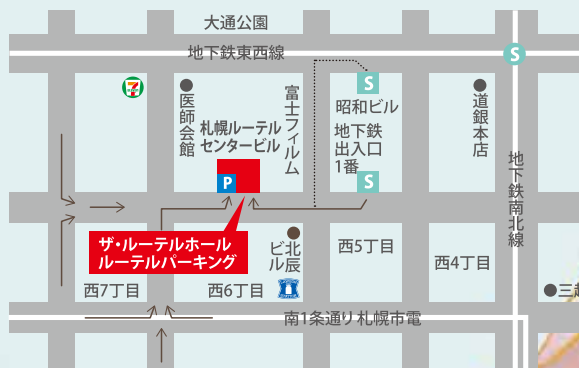 大通公園
地下鉄東西線
S
7
医師会館
富士フイルム
S
昭和ビル
道銀本店
札幌ルーテル
センタービル
地下鉄
出入口
1番
P
S
地下鉄南北線
ザ・ルーテルホール
ルーテルパーキング
北辰
ビル
西5丁目
西4丁目
西7丁目
西6丁目
三越
南1条通り 札幌市電